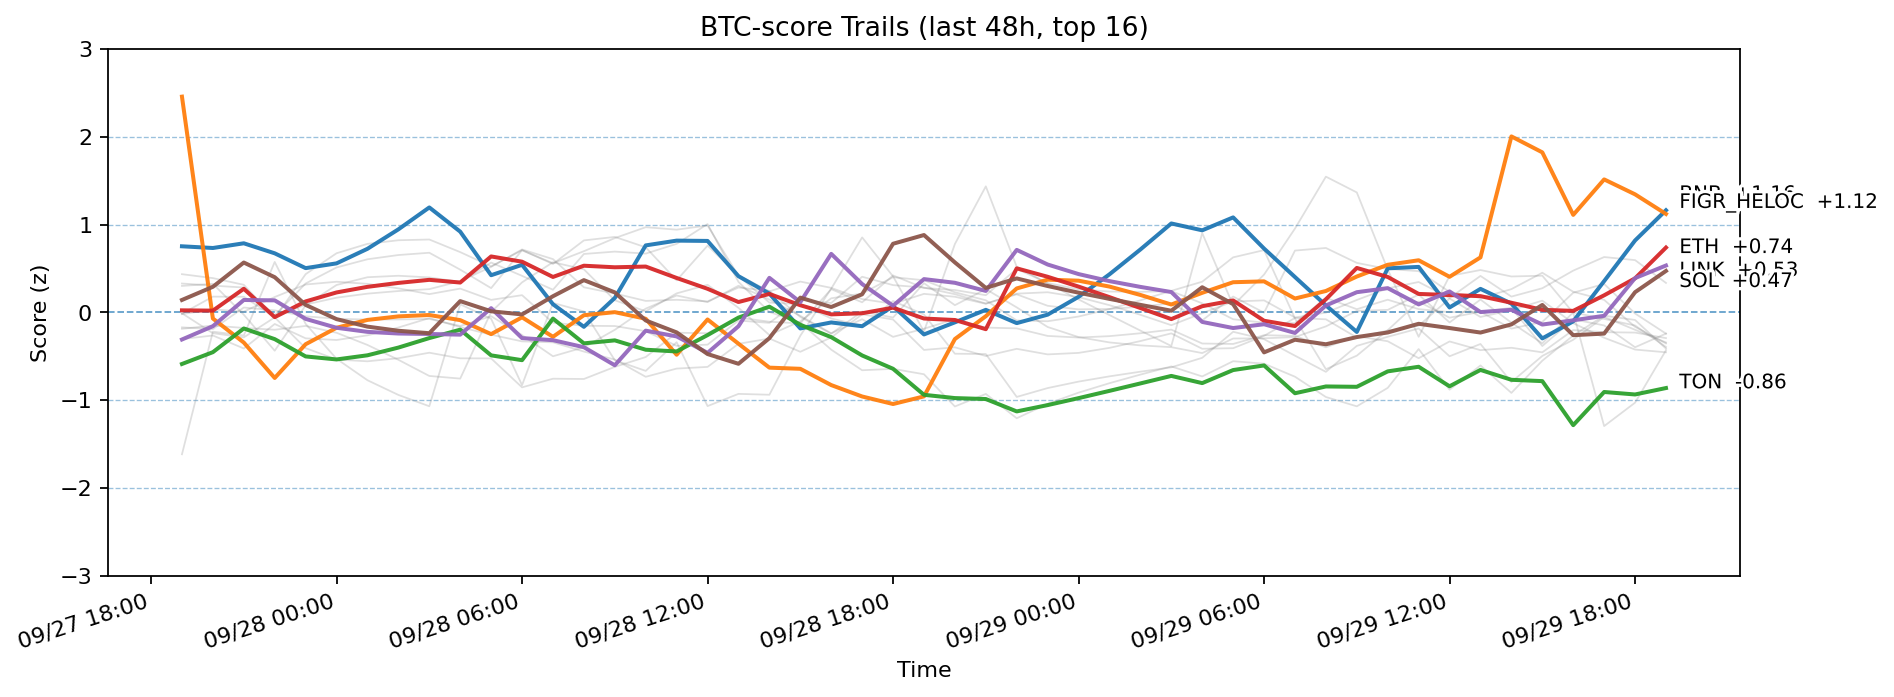 BTC-score Trails (last 48h, top 16)
Score (z)
3
2
1
0
−1
−2
−3
FIGR_HELOC +1.12
ETH +0.74
LINK +0.53
SOL +0.47
TON -0.86
09/27 18:00
09/28 00:00
09/28 06:00
09/28 12:00
09/28 18:00
09/29 00:00
09/29 06:00
09/29 12:00
09/29 18:00
Time